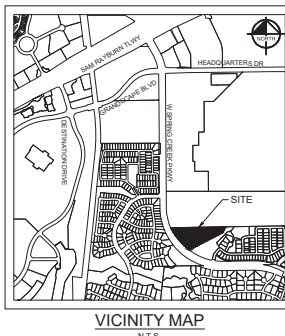 NORTH
SAM RAYBURN TLWY
HEADQUARTERS DR
GRANDSCAPE BLVD
DESTINATION DRIVE
W SPRING CREEK PKWY
SITE
VICINITY MAP
N.T.S.